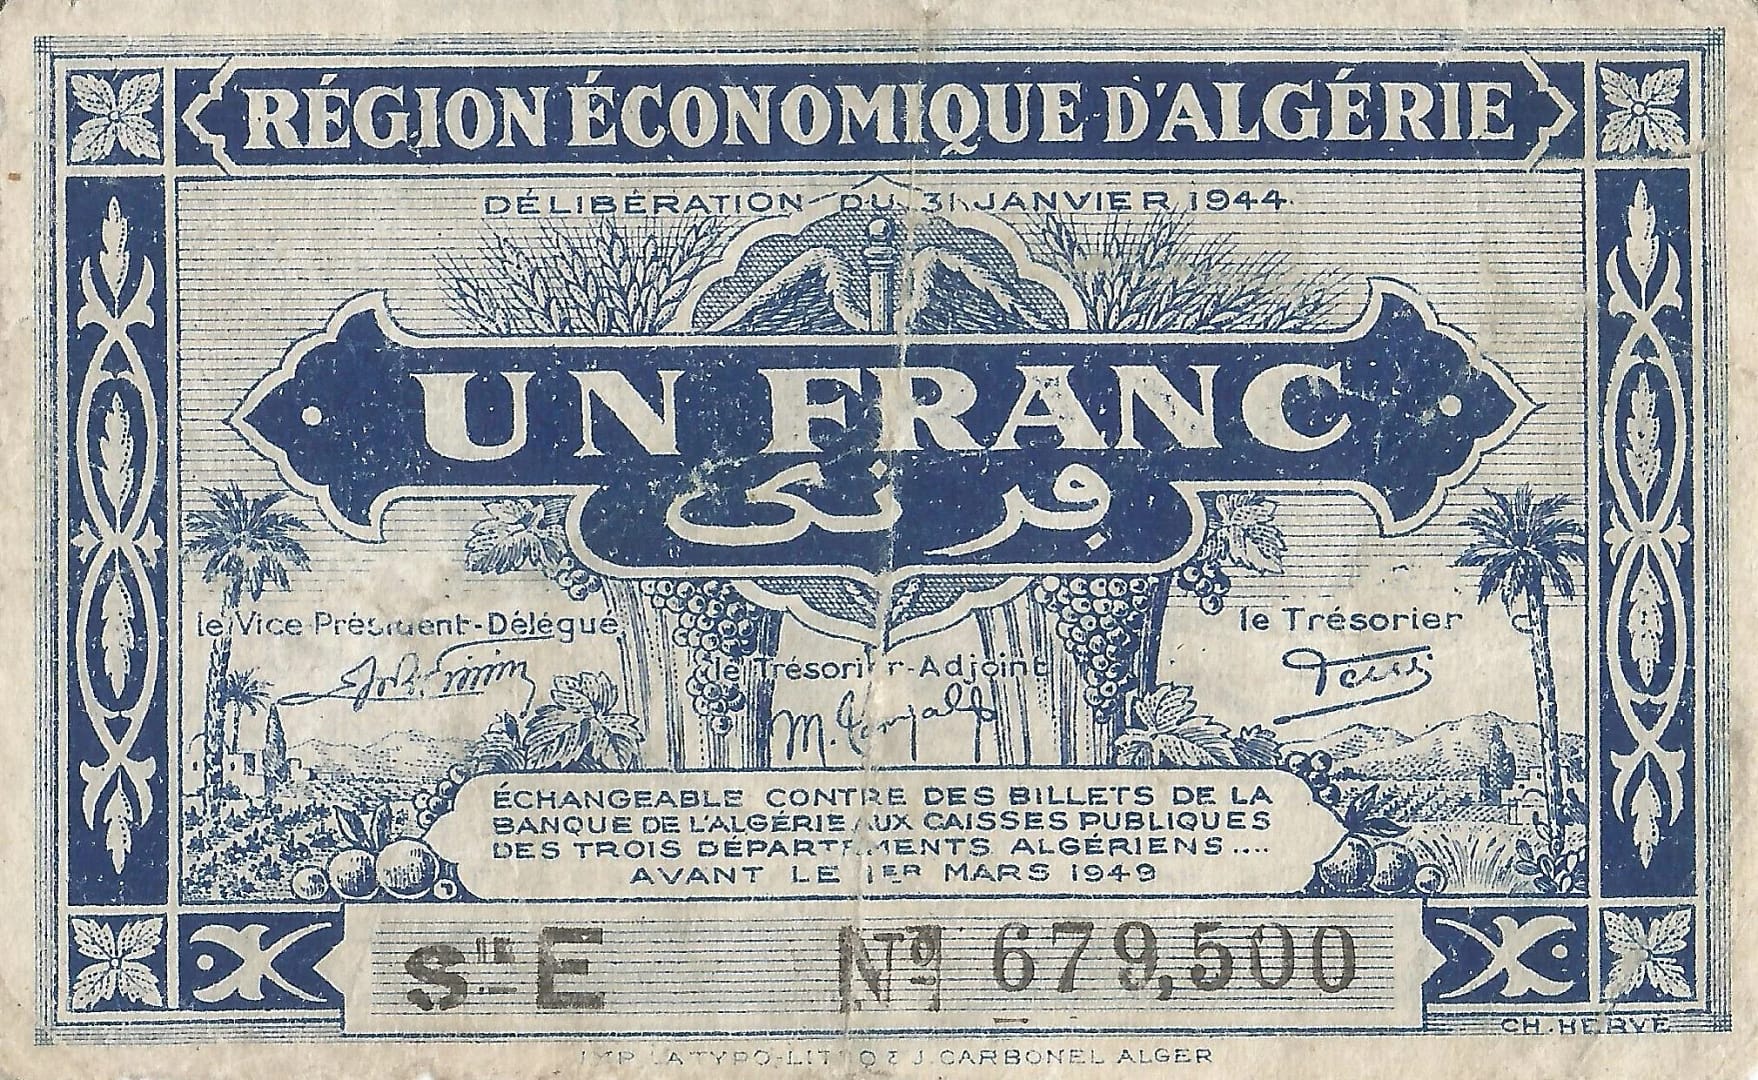 RÉGION ÉCONOMIQUE D'ALGÉRIE
DÉLIBÉRATION DU 31 JANVIER 1944
UN FRANC
فرنك
le Vice Président-Délégué
le Trésorier
le Trésorier-Adjoint
ÉCHANGEABLE CONTRE DES BILLETS DE LA
BANQUE DE L'ALGÉRIE AUX CAISSES PUBLIQUES
DES TROIS DÉPARTEMENTS ALGÉRIENS....
AVANT LE 1ER MARS 1949
SIE E No 679,500
CH. HERVÉ
IMP LA TYPO-LITHO & J. CARBONEL ALGER